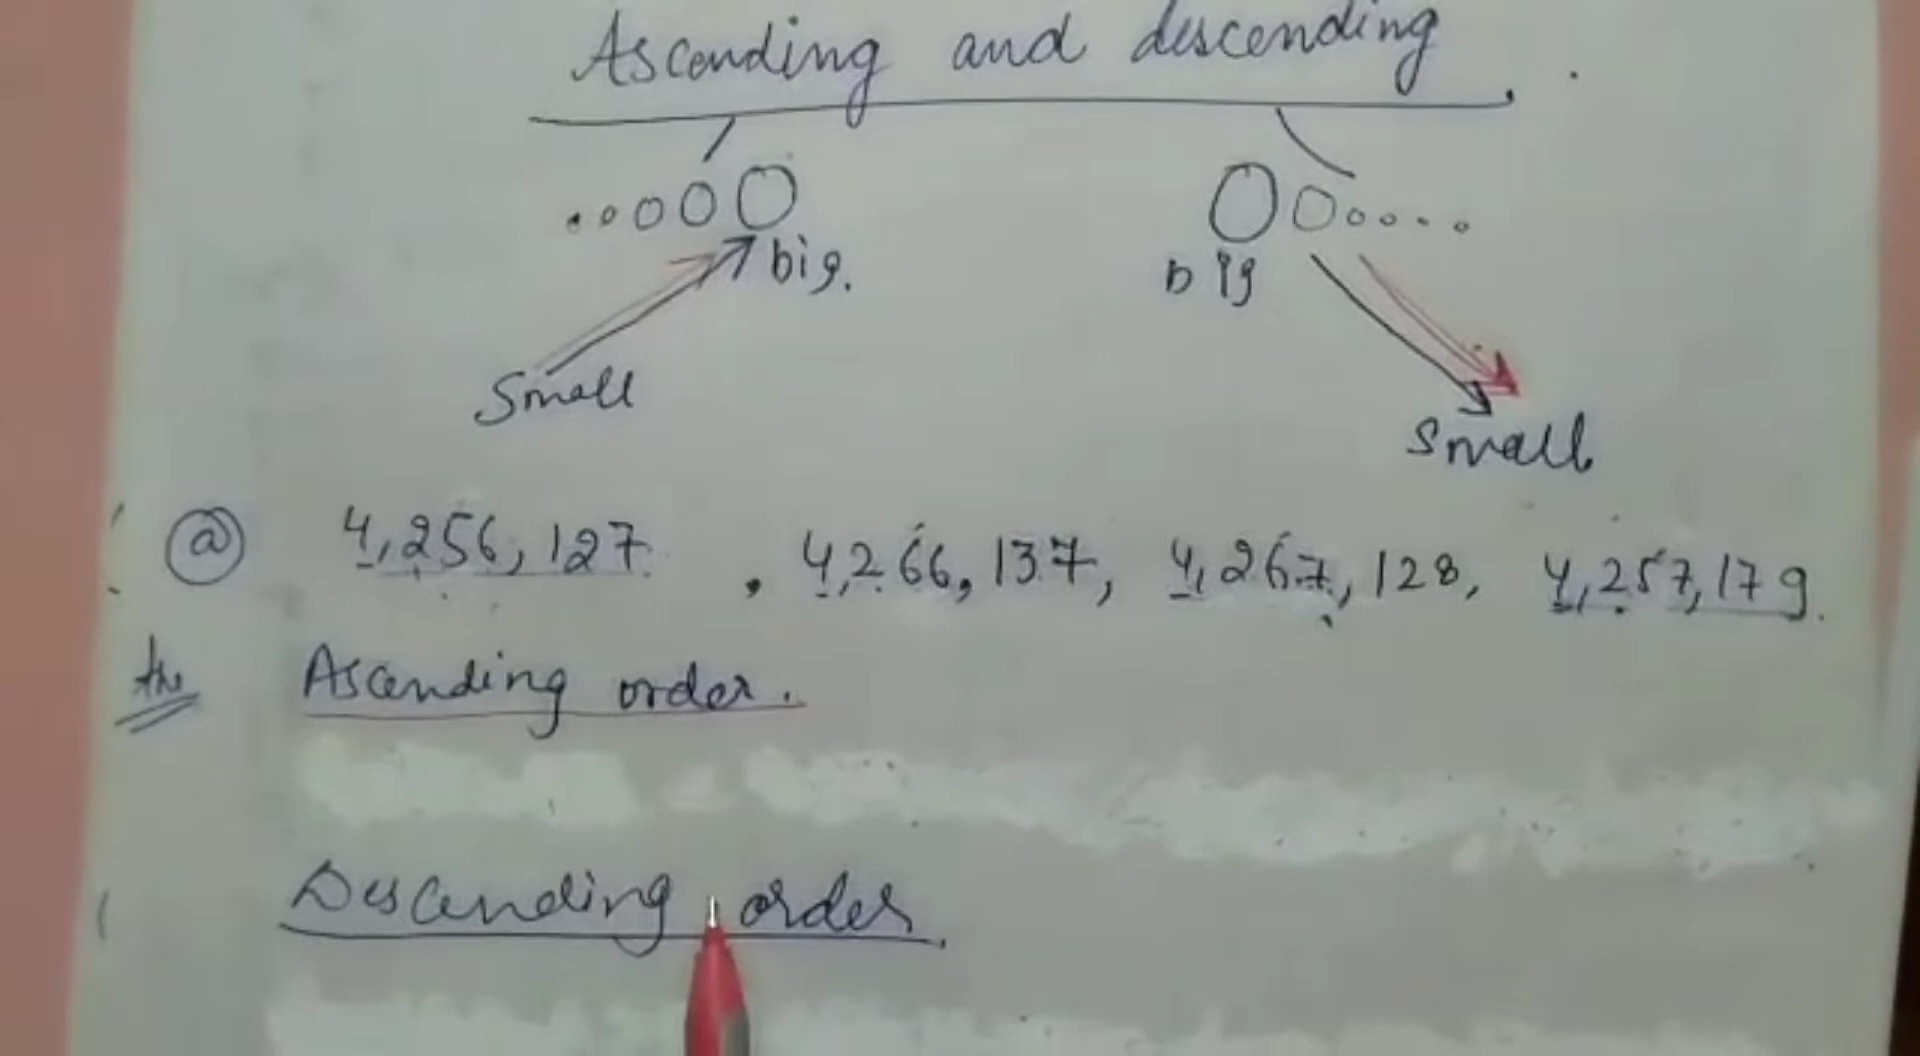 Ascending and descending.
big. big
Small
Small
(a) 4,256,127, 4,266,137, 4,267,128, 4,257,179.
Ascending order.
Descending order.